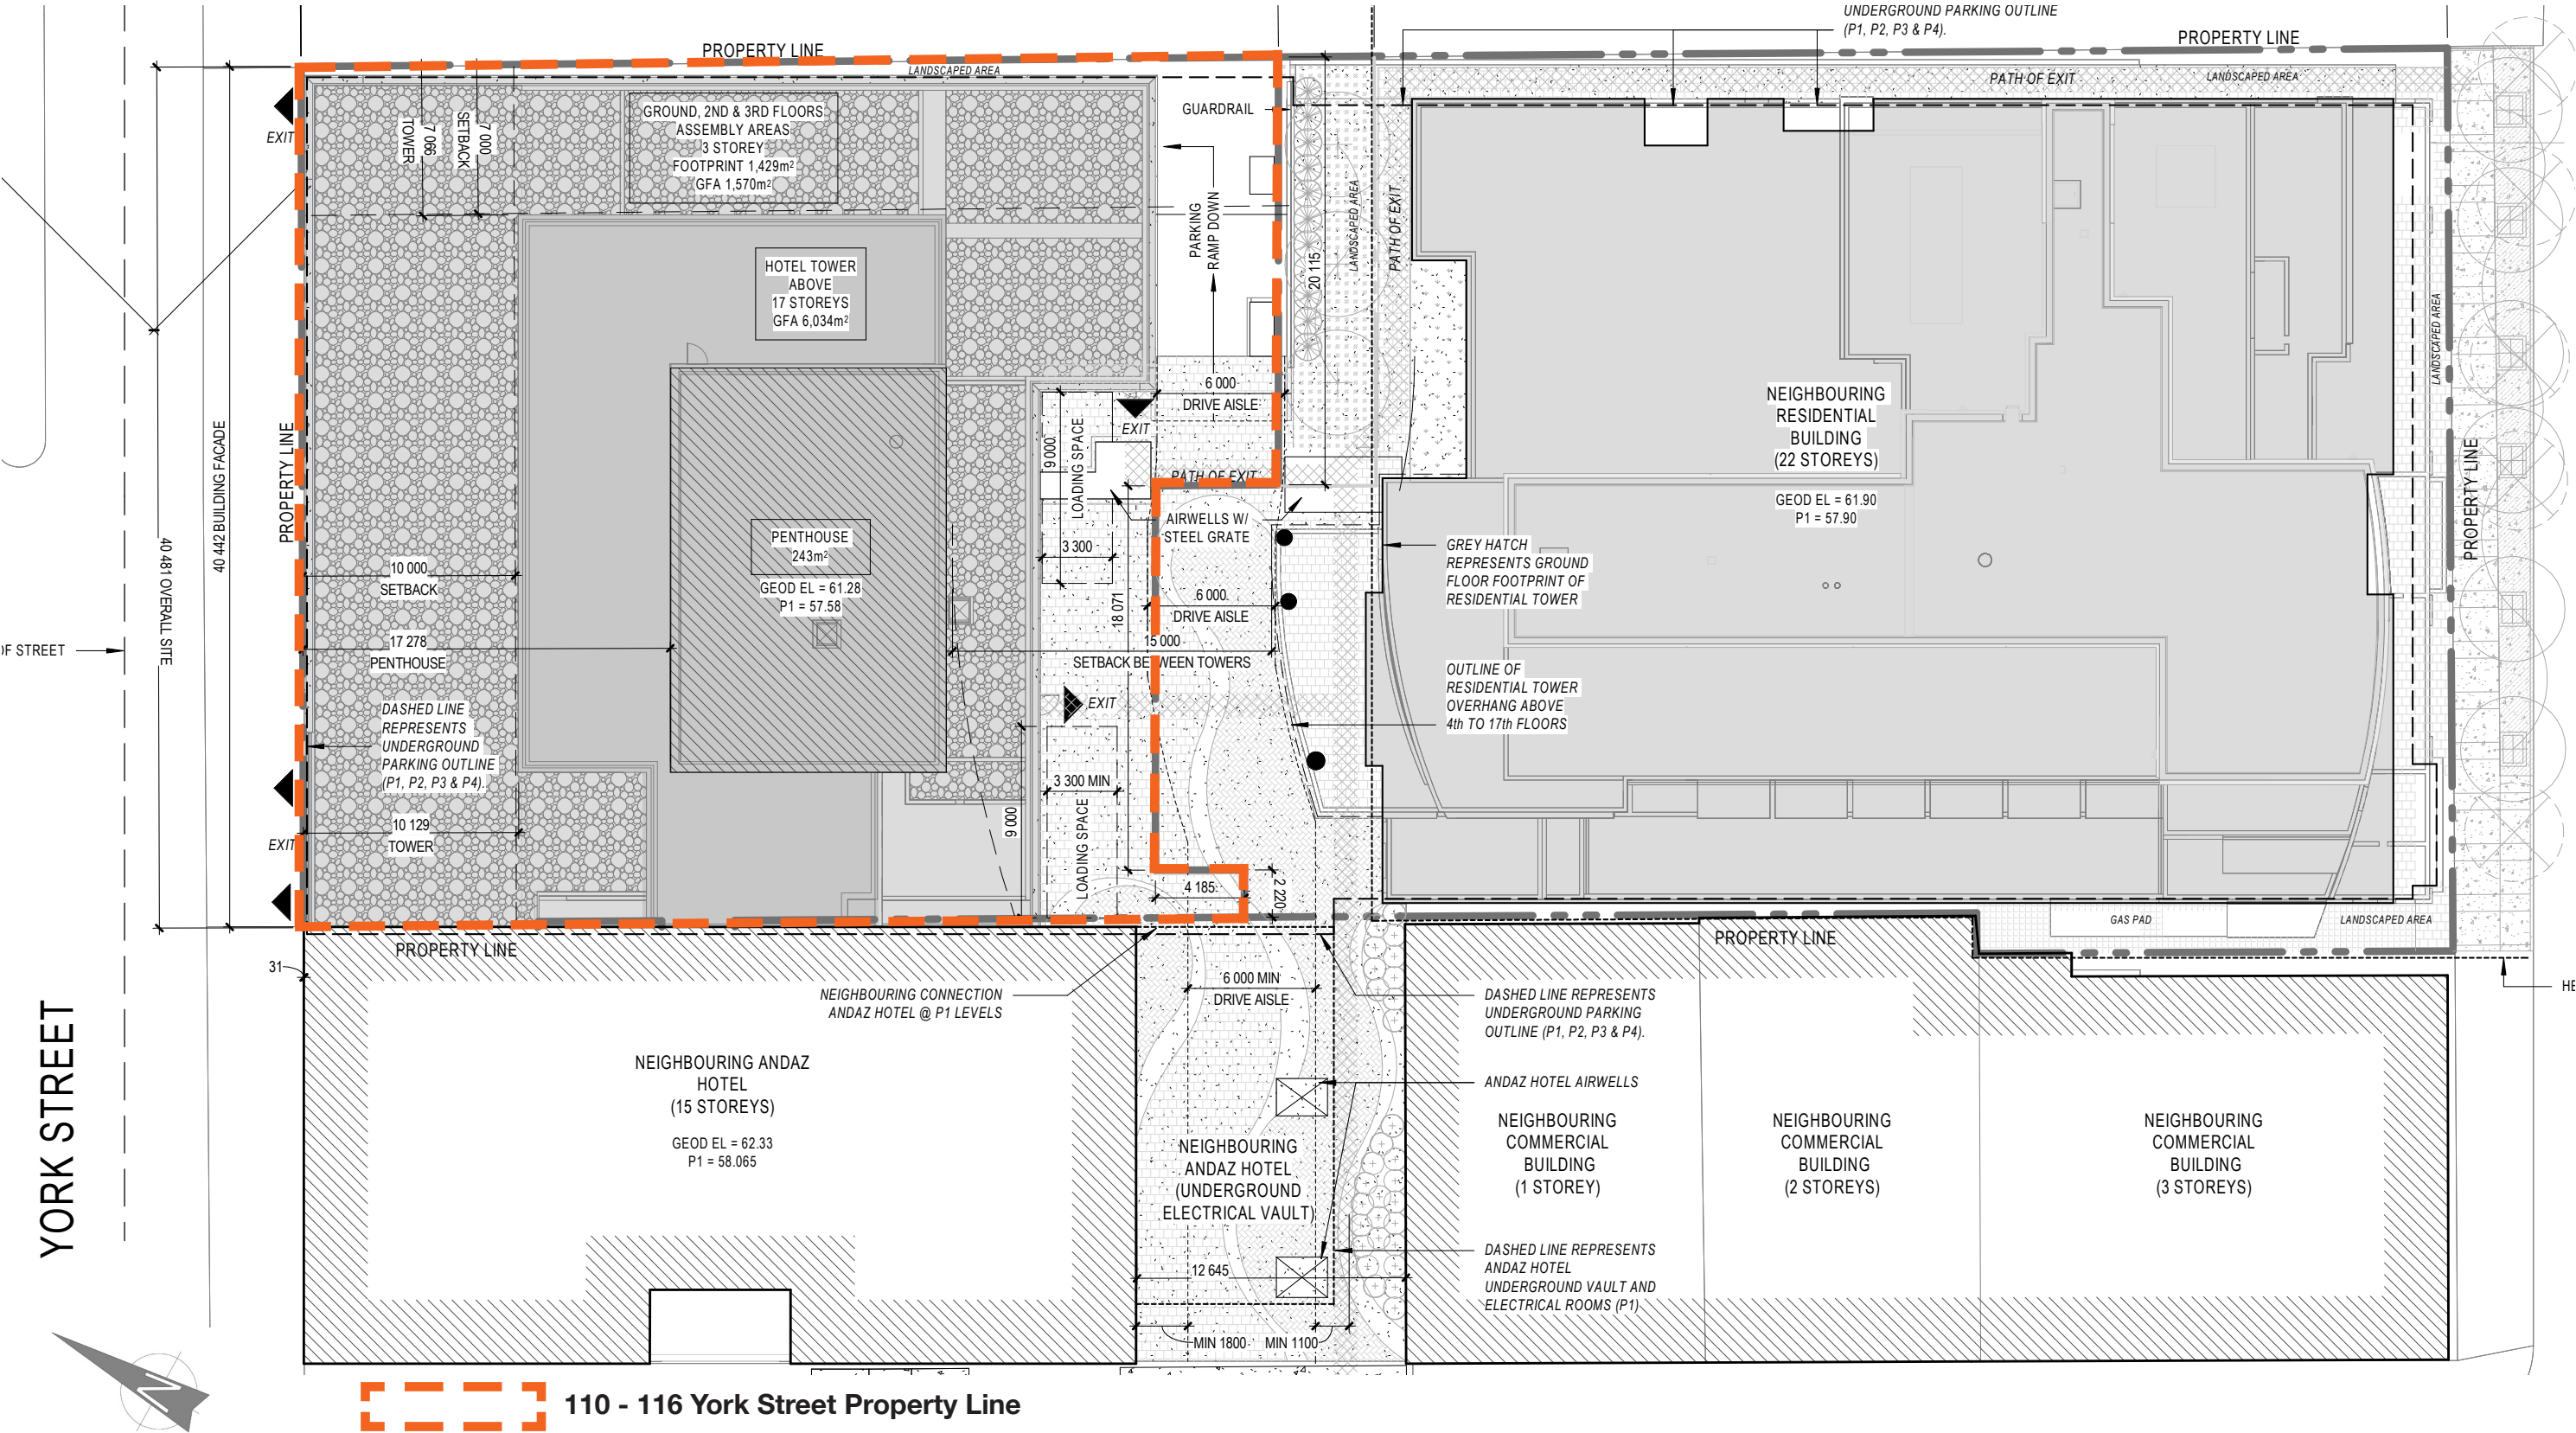 UNDERGROUND PARKING OUTLINE
(P1, P2, P3 & P4).
PROPERTY LINE
PROPERTY LINE
LANDSCAPED AREA
PATH OF EXIT
LANDSCAPED AREA
EXIT
7 066
TOWER
7 000
SETBACK
GROUND, 2ND & 3RD FLOORS
ASSEMBLY AREAS
3 STOREY
FOOTPRINT 1,429m²
GFA 1,570m²
GUARDRAIL
PARKING
RAMP DOWN
LANDSCAPED AREA
PATH OF EXIT
20 115
HOTEL TOWER
ABOVE
17 STOREYS
GFA 6,034m²
LANDSCAPED AREA
6 000
DRIVE AISLE
EXIT
9 000
LOADING SPACE
3 300
PATH OF EXIT
NEIGHBOURING
RESIDENTIAL
BUILDING
(22 STOREYS)
GEOD EL = 61.90
P1 = 57.90
PROPERTY LINE
PROPERTY LINE
40 442 BUILDING FACADE
40 481 OVERALL SITE
AIRWELLS W/
STEEL GRATE
PENTHOUSE
243m²
GEOD EL = 61.28
P1 = 57.58
10 000
SETBACK
GREY HATCH
REPRESENTS GROUND
FLOOR FOOTPRINT OF
RESIDENTIAL TOWER
18 071
6 000
DRIVE AISLE
15 000
SETBACK BETWEEN TOWERS
17 278
PENTHOUSE
OF STREET
OUTLINE OF
RESIDENTIAL TOWER
OVERHANG ABOVE
4th TO 17th FLOORS
EXIT
DASHED LINE
REPRESENTS
UNDERGROUND
PARKING OUTLINE
(P1, P2, P3 & P4).
3 300 MIN
9 000
LOADING SPACE
10 129
TOWER
EXIT
4 185
2 220
GAS PAD
LANDSCAPED AREA
PROPERTY LINE
PROPERTY LINE
31
6 000 MIN
DRIVE AISLE
NEIGHBOURING CONNECTION
ANDAZ HOTEL @ P1 LEVELS
DASHED LINE REPRESENTS
UNDERGROUND PARKING
OUTLINE (P1, P2, P3 & P4).
HE
YORK STREET
NEIGHBOURING ANDAZ
HOTEL
(15 STOREYS)
GEOD EL = 62.33
P1 = 58.065
ANDAZ HOTEL AIRWELLS
NEIGHBOURING
ANDAZ HOTEL
(UNDERGROUND
ELECTRICAL VAULT)
NEIGHBOURING
COMMERCIAL
BUILDING
(1 STOREY)
NEIGHBOURING
COMMERCIAL
BUILDING
(2 STOREYS)
NEIGHBOURING
COMMERCIAL
BUILDING
(3 STOREYS)
DASHED LINE REPRESENTS
ANDAZ HOTEL
UNDERGROUND VAULT AND
ELECTRICAL ROOMS (P1)
12 645
MIN 1800
MIN 1100
N
110 - 116 York Street Property Line